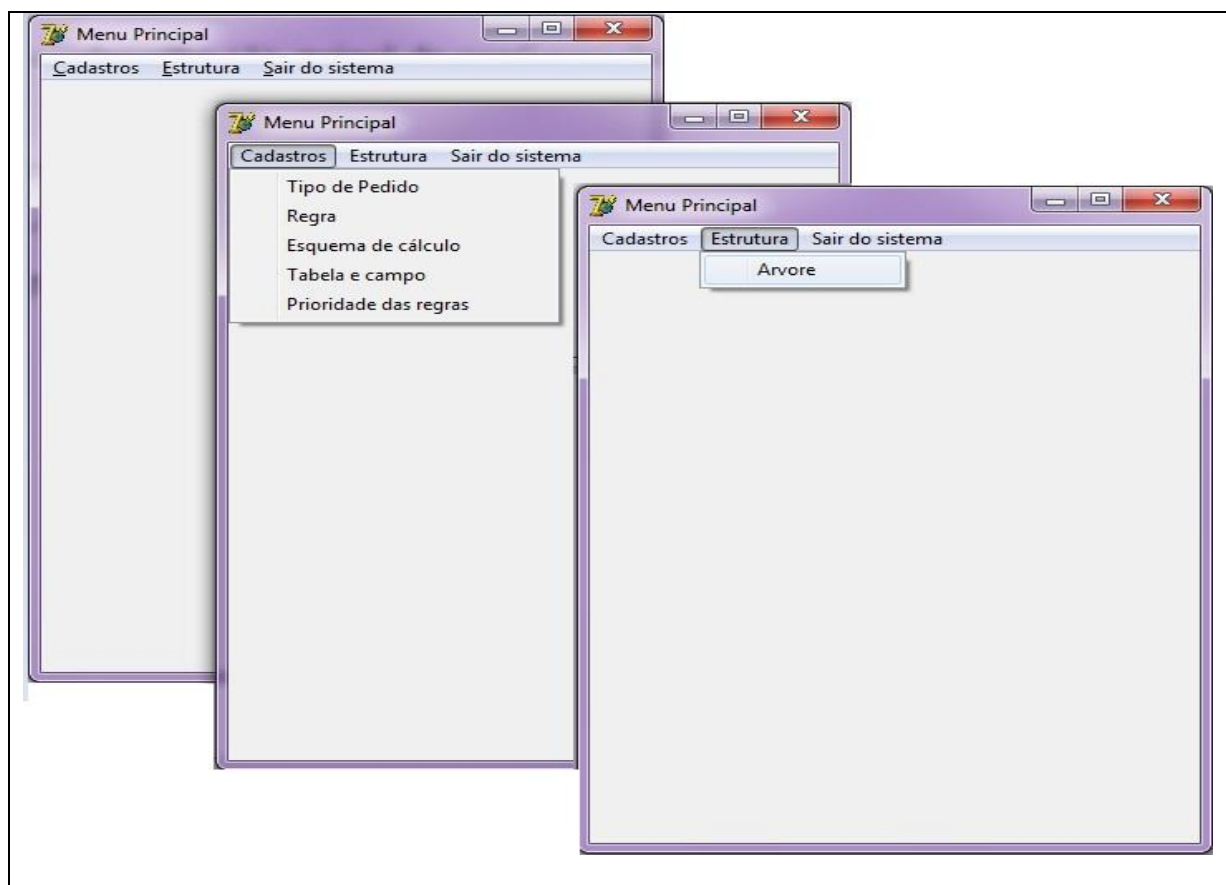 Menu Principal
Cadastros Estrutura Sair do sistema
Menu Principal
Cadastros Estrutura Sair do sistema
Tipo de Pedido
Regra
Esquema de cálculo
Tabela e campo
Prioridade das regras
Menu Principal
Cadastros Estrutura Sair do sistema
Arvore